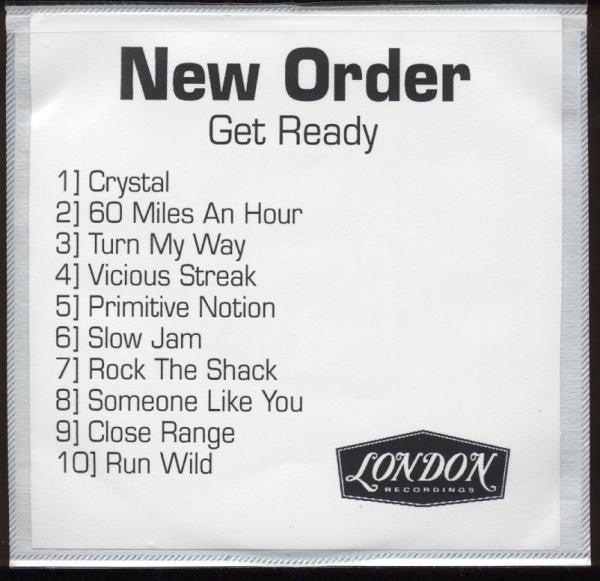 New Order
Get Ready
1] Crystal
2] 60 Miles An Hour
3] Turn My Way
4] Vicious Streak
5] Primitive Notion
6] Slow Jam
7] Rock The Shack
8] Someone Like You
9] Close Range
10] Run Wild
LONDON
RECORDINGS